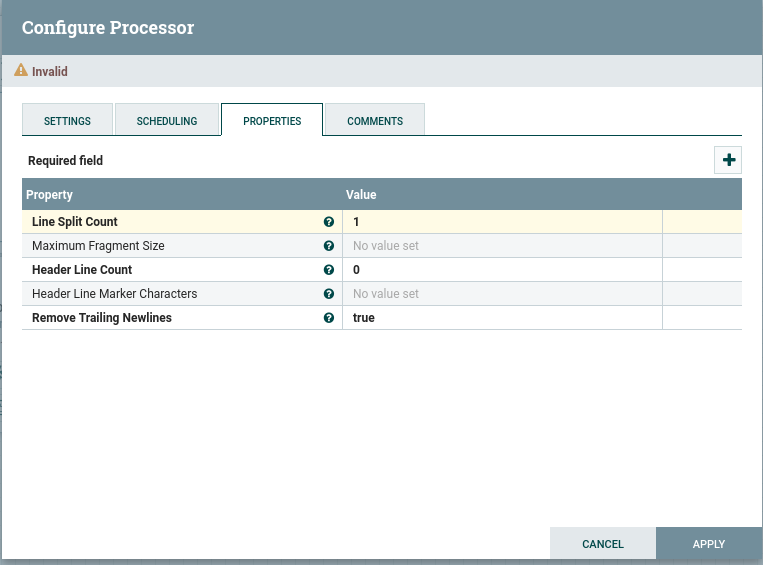 Configure Processor
Invalid
SETTINGS SCHEDULING PROPERTIES COMMENTS
Required field
Property Value
Line Split Count 1
Maximum Fragment Size No value set
Header Line Count 0
Header Line Marker Characters No value set
Remove Trailing Newlines true
CANCEL APPLY